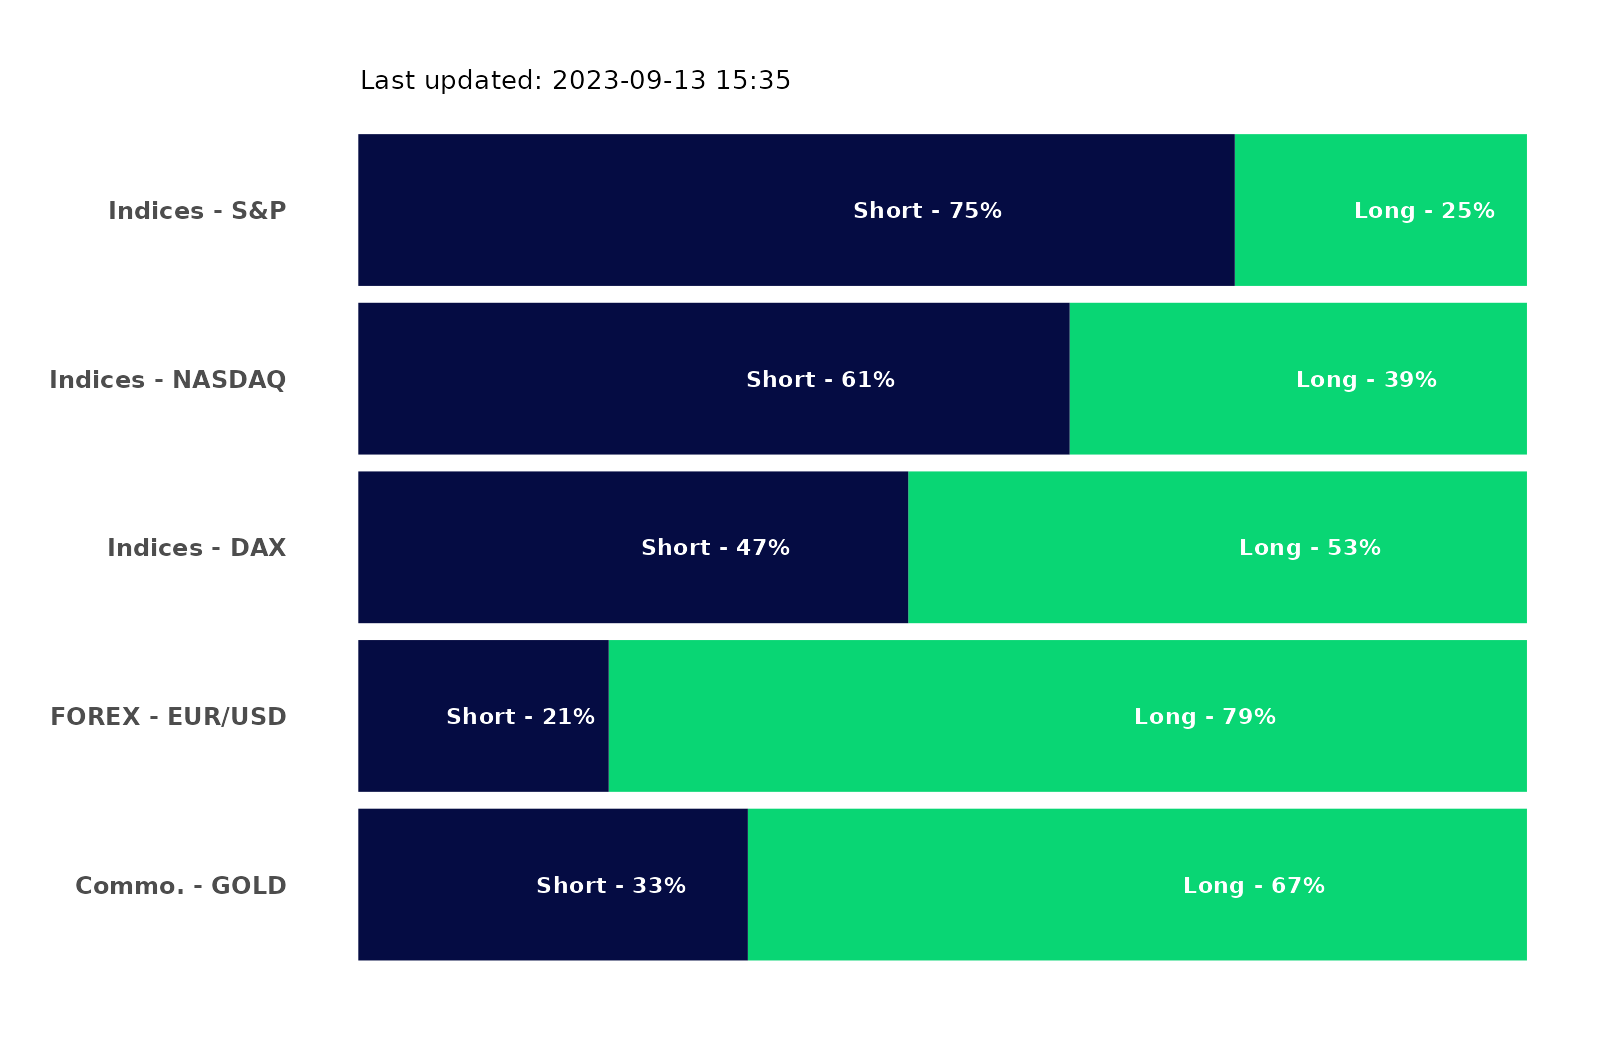 Last updated: 2023-09-13 15:35
Indices - S&P Short - 75% Long - 25%
Indices - NASDAQ Short - 61% Long - 39%
Indices - DAX Short - 47% Long - 53%
FOREX - EUR/USD Short - 21% Long - 79%
Commo. - GOLD Short - 33% Long - 67%